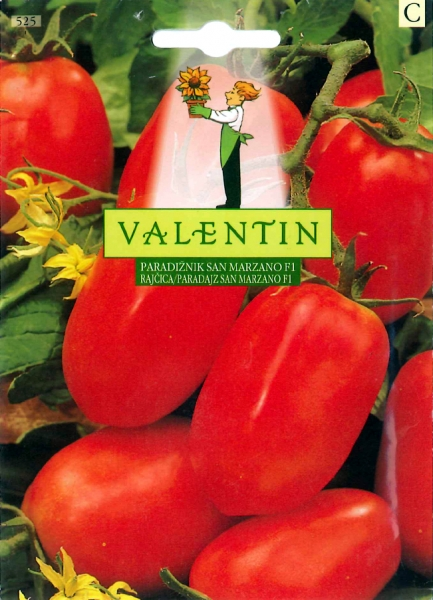 525
C
VALENTIN
PARADIŽNIK SAN MARZANO F1
RAJČICA/PARADAJZ SAN MARZANO F1